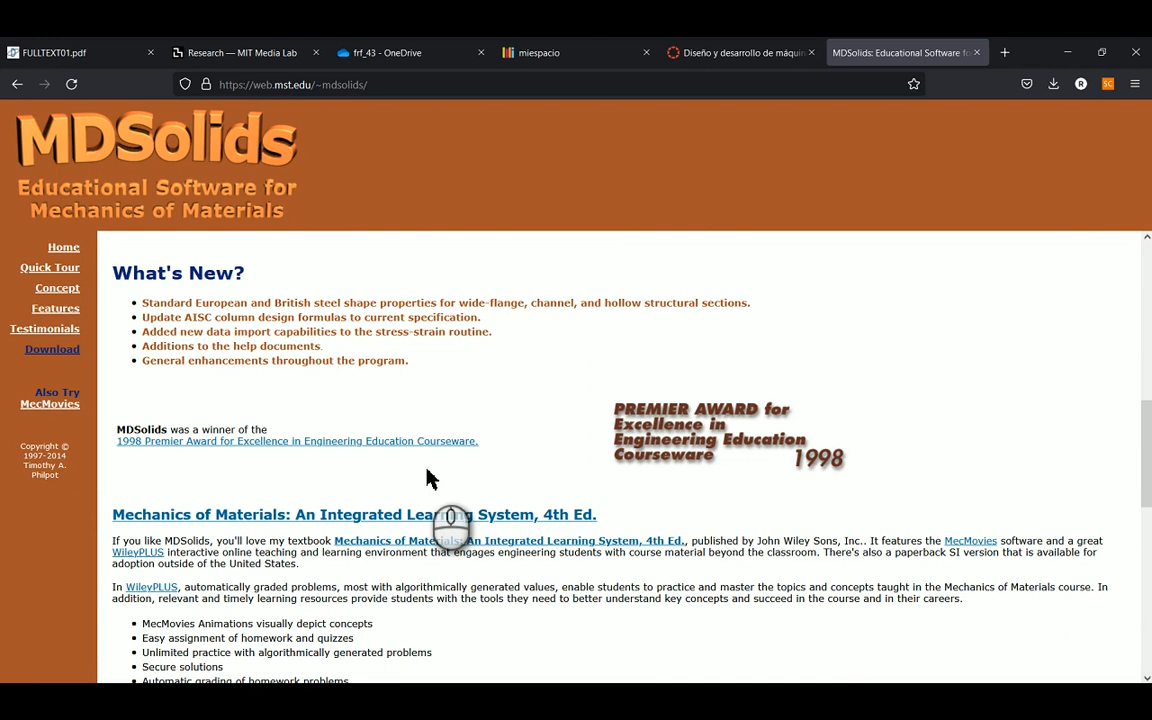 FULLTEXT01.pdf
Research — MIT Media Lab
frf_43 - OneDrive
miespacio
Diseño y desarrollo de máquin
MDSolids: Educational Software fo
https://web.mst.edu/~mdsolids/
R
SC
MDSolids
Educational Software for
Mechanics of Materials
Home
Quick Tour
Concept
Features
Testimonials
Download
Also Try
MecMovies
Copyright ©
1997-2014
Timothy A.
Philpot
What's New?
• Standard European and British steel shape properties for wide-flange, channel, and hollow structural sections.
• Update AISC column design formulas to current specification.
• Added new data import capabilities to the stress-strain routine.
• Additions to the help documents.
• General enhancements throughout the program.
MDSolids was a winner of the
1998 Premier Award for Excellence in Engineering Education Courseware.
PREMIER AWARD for
Excellence in
Engineering Education
Courseware 1998
Mechanics of Materials: An Integrated Learning System, 4th Ed.
If you like MDSolids, you'll love my textbook Mechanics of Materials: An Integrated Learning System, 4th Ed., published by John Wiley Sons, Inc.. It features the MecMovies software and a great
WileyPLUS interactive online teaching and learning environment that engages engineering students with course material beyond the classroom. There's also a paperback SI version that is available for
adoption outside of the United States.
In WileyPLUS, automatically graded problems, most with algorithmically generated values, enable students to practice and master the topics and concepts taught in the Mechanics of Materials course. In
addition, relevant and timely learning resources provide students with the tools they need to better understand key concepts and succeed in the course and in their careers.
• MecMovies Animations visually depict concepts
• Easy assignment of homework and quizzes
• Unlimited practice with algorithmically generated problems
• Secure solutions
• Automatic grading of homework problems